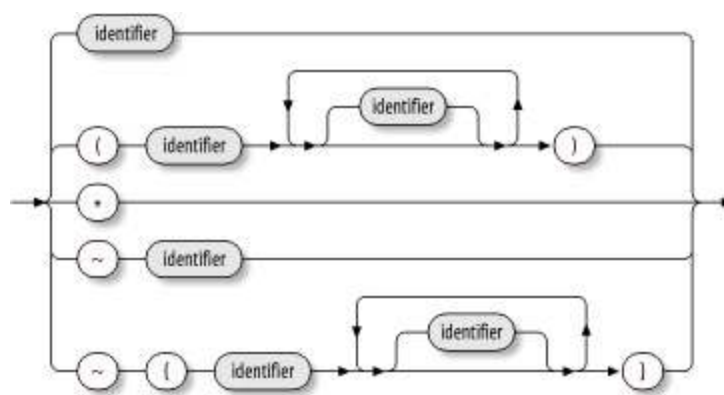 identifier
identifier
( identifier )
*
~ identifier
identifier
~ [ identifier ]